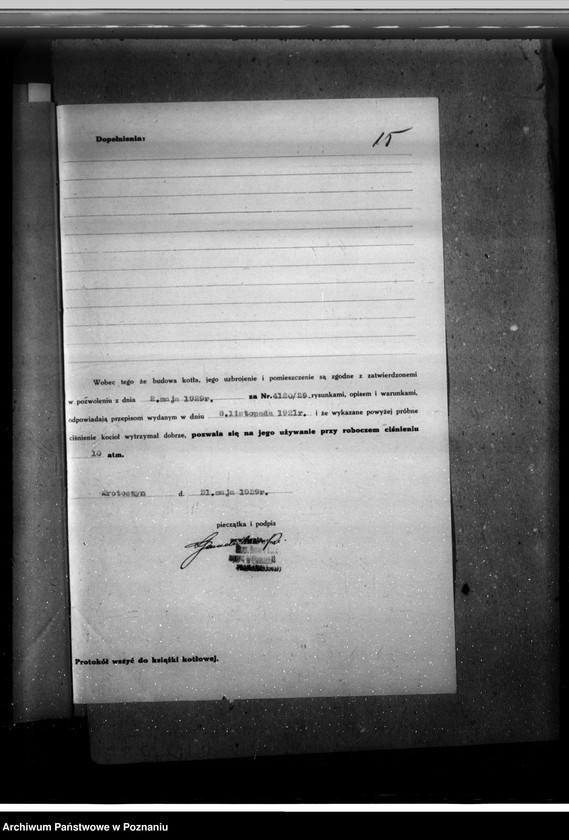 Dopełnienia:
15
Wobec tego że budowa kotła, jego uzbrojenie i pomieszczenie są zgodne z zatwierdzonemi
w pozwoleniu z dnia 2.maja 1929r. za Nr.4120/29.rysunkami, opisem i warunkami,
odpowiadają przepisom wydanym w dniu listopada 1921r. i że wykazane powyżej próbne
ciśnienie kocioł wytrzymał dobrze, pozwala się na jego używanie przy roboczem ciśnieniu
10 atm.
Krotoszyn d. 21.maja 1929r.
pieczątka i podpis
Protokół wszyć do książki kotłowej.
Archiwum Państwowe w Poznaniu